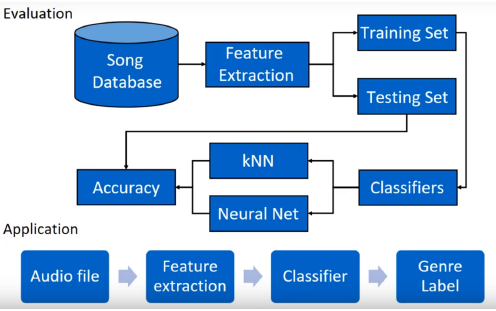 Evaluation
Song
Database
Feature
Extraction
Training Set
Testing Set
kNN
Neural Net
Accuracy
Classifiers
Application
Audio file
Feature
extraction
Classifier
Genre
Label